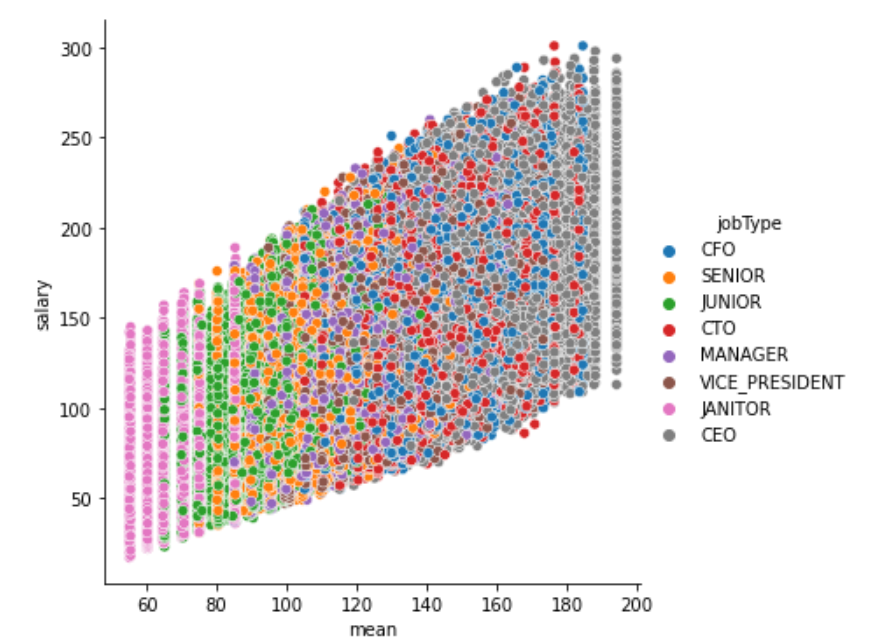 300
250
200
150
100
50
salary
60 80 100 120 140 160 180 200
mean
jobType
CFO
SENIOR
JUNIOR
CTO
MANAGER
VICE_PRESIDENT
JANITOR
CEO